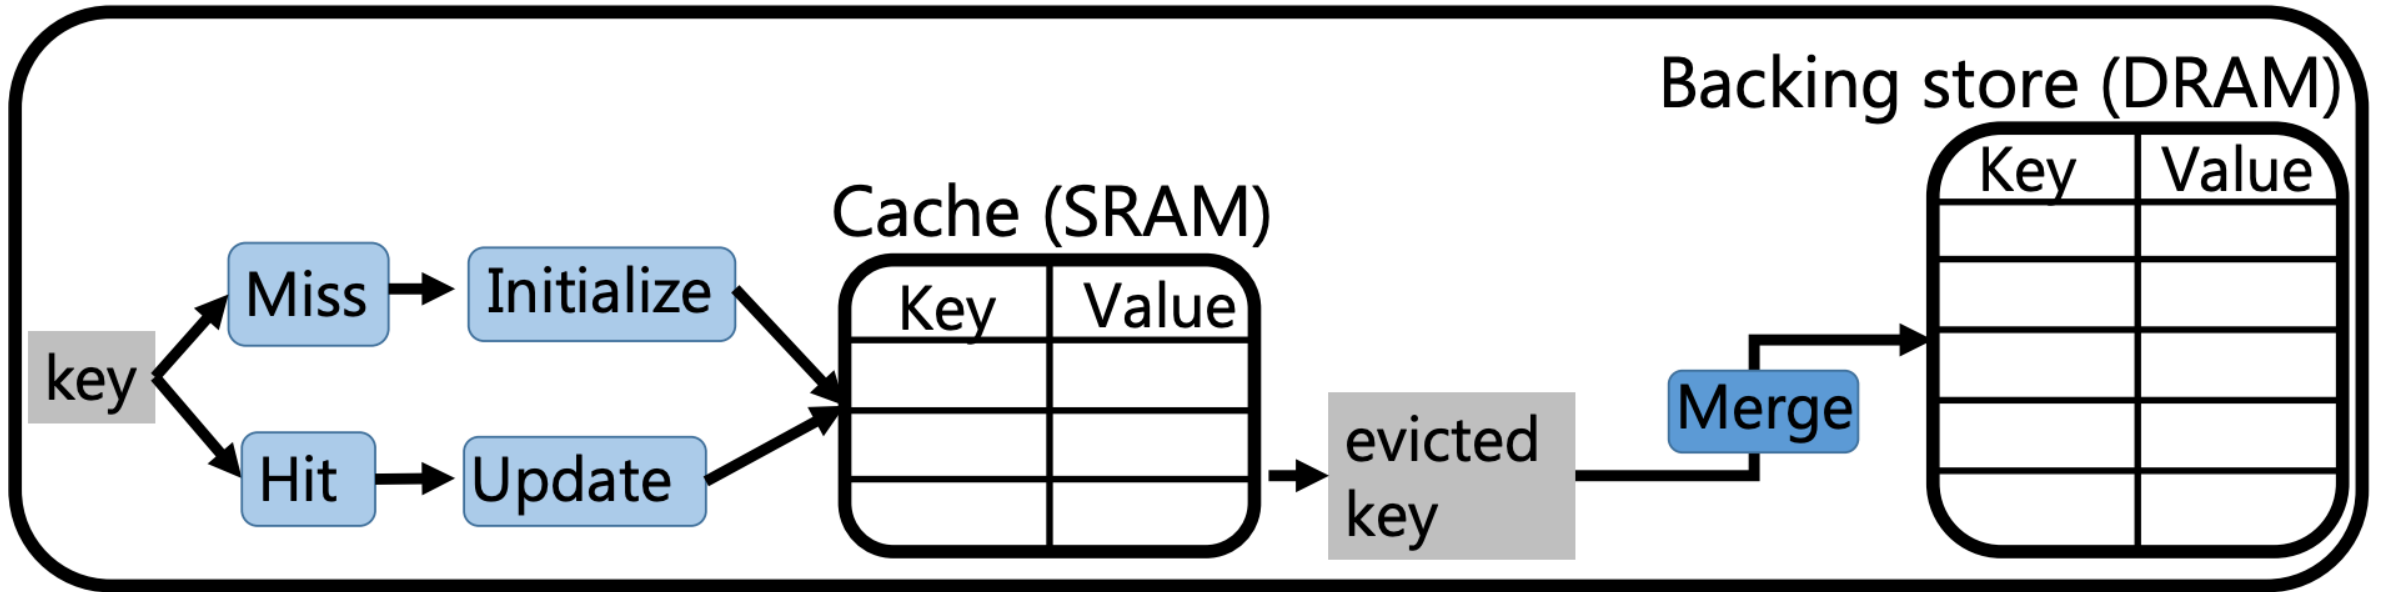 Backing store (DRAM)
Key Value
Cache (SRAM)
Key Value
Miss
Initialize
key
Hit
Update
evicted
key
Merge